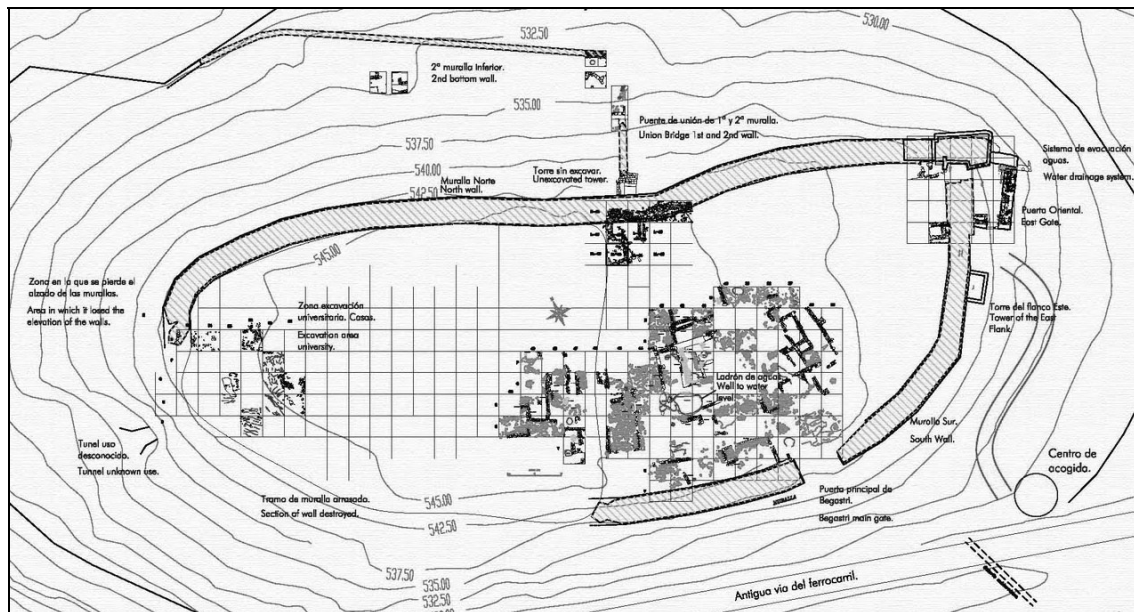 532.50
530.00
2ª muralla inferior.
2nd bottom wall.
535.00
Puente de unión de 1ª y 2ª muralla.
Union Bridge 1st and 2nd wall.
537.50
540.00
542.50
Muralla Norte
North wall.
Torre sin excavar.
Unexcavated tower.
Sistema de evacuación
aguas.
Water drainage system.
Puerta Oriental.
East Gate.
545.00
Zona en la que se pierde el
alzado de las murallas.
Area in which it losed the
elevation of the walls.
Zona excavación
universitaria. Casas.
Excavation area
university.
Torre del flanco Este.
Tower of the East
Flank.
Ladrón de aguas
Well to water
level.
Muralla Sur.
South Wall.
Tunel uso
desconocido.
Tunnel unknown use.
Centro de
acogida.
Tramo de muralla arrasada.
Section of wall destroyed.
545.00
542.50
MURALLA
Puerta principal de
Begastri.
Begastri main gate.
537.50
535.00
532.50
Antigua via del ferrocarril.